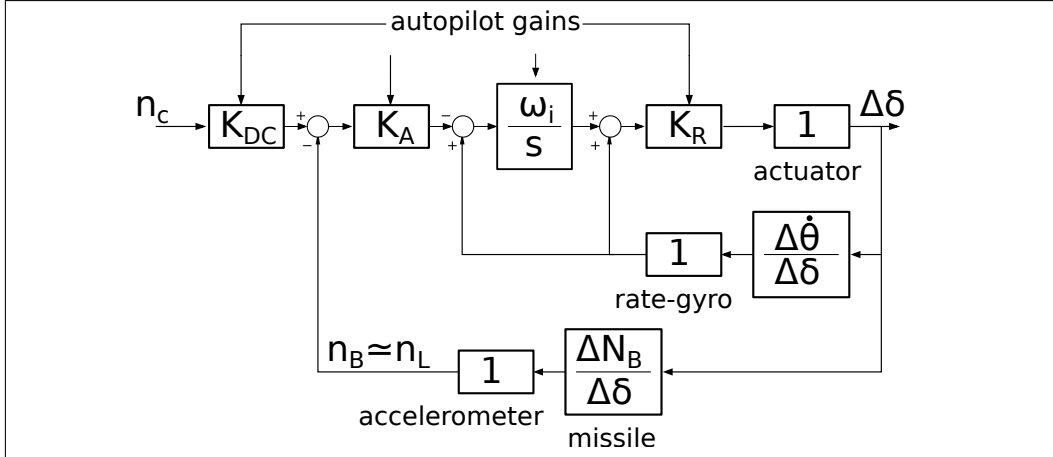 autopilot gains
n_c
K_DC
+
−
K_A
−
+
ω_i
s
+
+
K_R
1
actuator
Δδ
Δθ̇
Δδ
1
rate-gyro
n_B≃n_L
1
accelerometer
ΔN_B
Δδ
missile